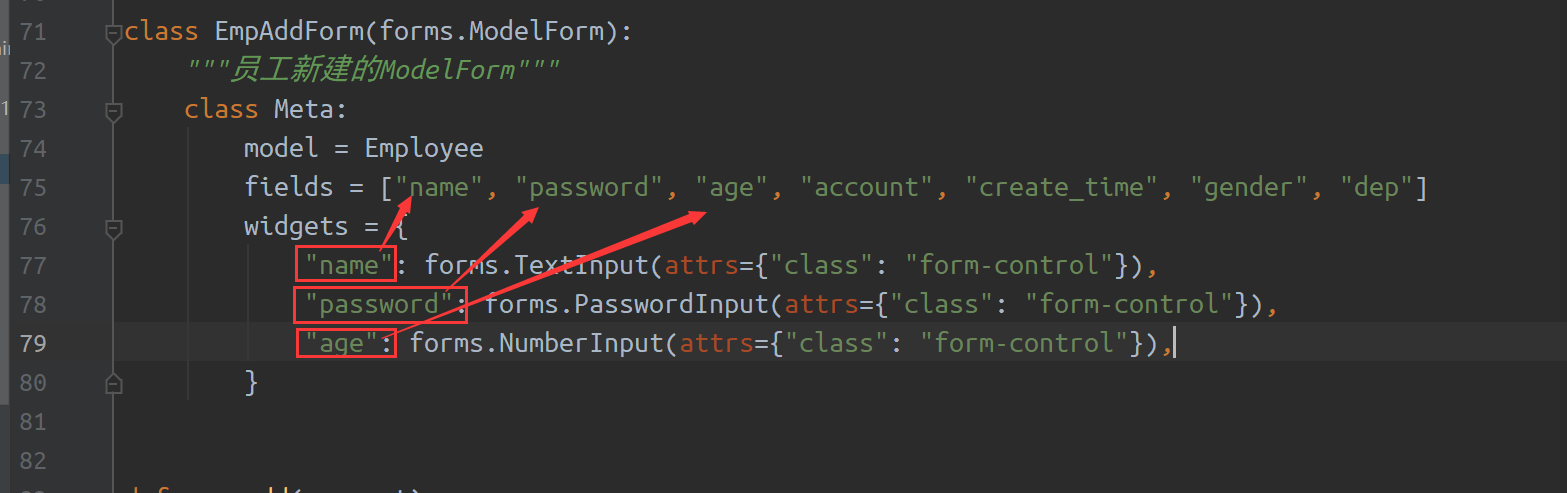 71 class EmpAddForm(forms.ModelForm):
72 """员工新建的ModelForm"""
73 class Meta:
74 model = Employee
75 fields = ["name", "password", "age", "account", "create_time", "gender", "dep"]
76 widgets = {
77 "name": forms.TextInput(attrs={"class": "form-control"}),
78 "password": forms.PasswordInput(attrs={"class": "form-control"}),
79 "age": forms.NumberInput(attrs={"class": "form-control"}),
80 }
81
82